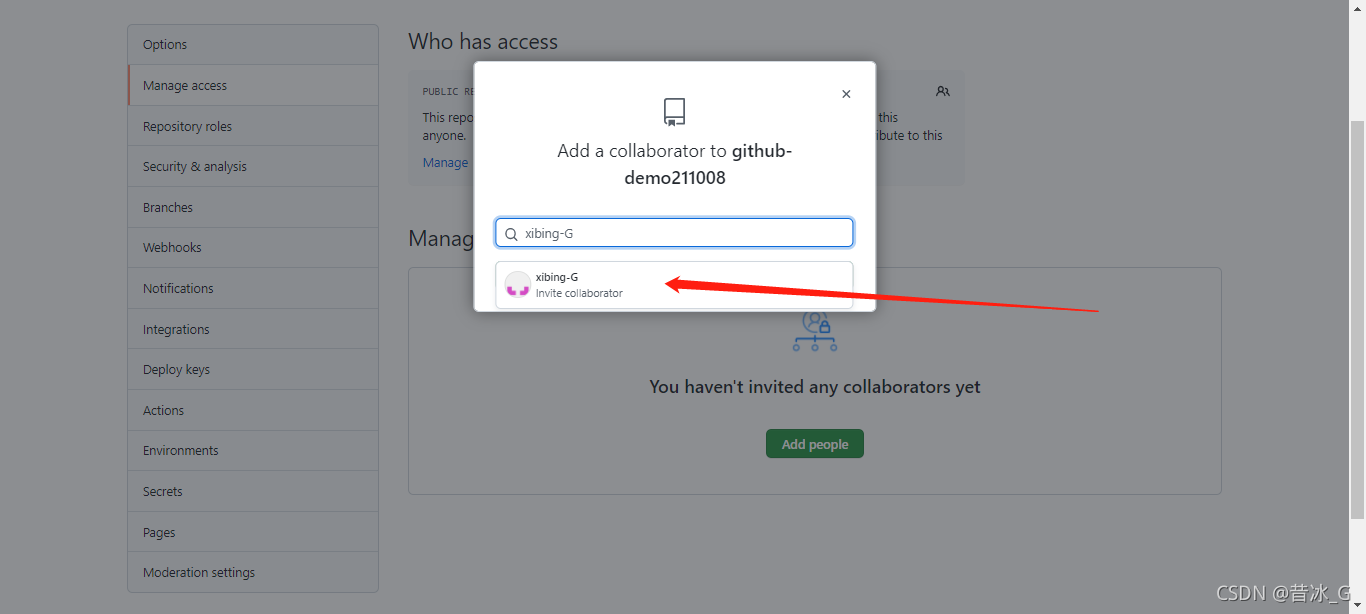 Options
Manage access
Repository roles
Security & analysis
Branches
Webhooks
Notifications
Integrations
Deploy keys
Actions
Environments
Secrets
Pages
Moderation settings
Who has access
PUBLIC RE
This repo
anyone.
Manage
this
ibute to this
Manag
Add a collaborator to github-
demo211008
xibing-G
xibing-G
Invite collaborator
You haven't invited any collaborators yet
Add people
CSDN @昔冰_G